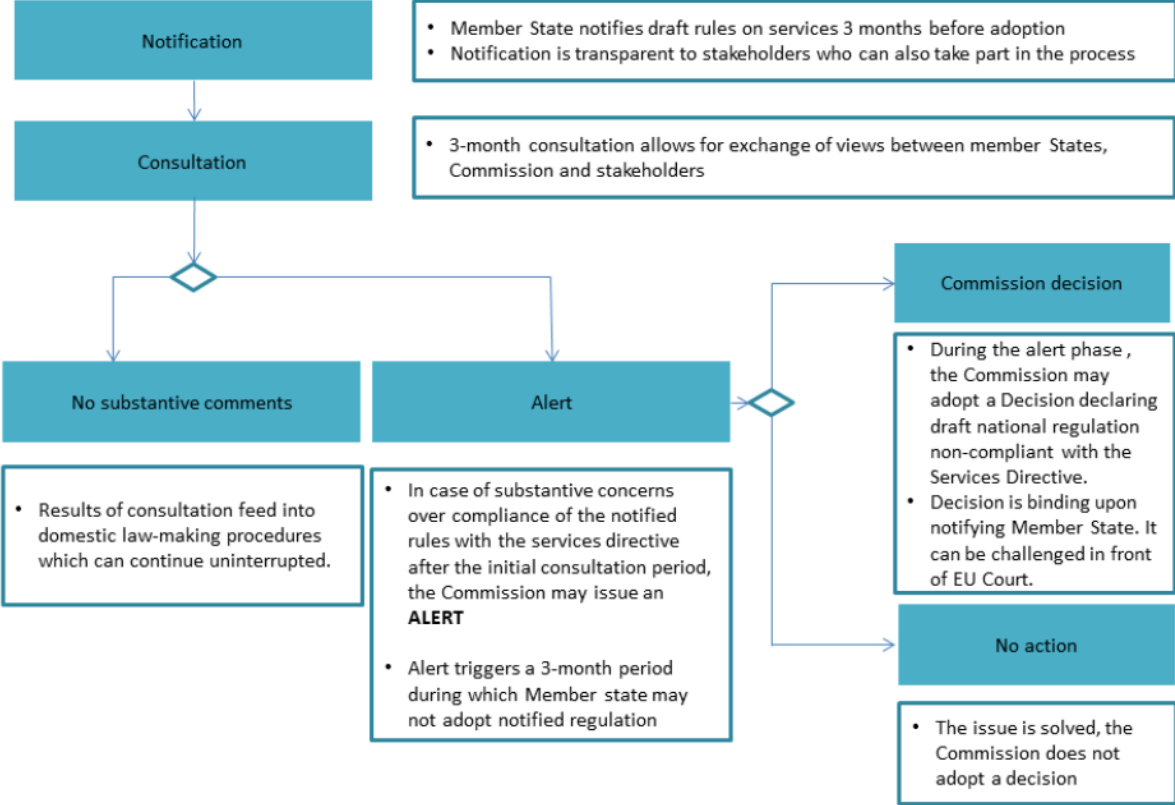 Notification
• Member State notifies draft rules on services 3 months before adoption
• Notification is transparent to stakeholders who can also take part in the process
Consultation
• 3-month consultation allows for exchange of views between member States,
Commission and stakeholders
No substantive comments
• Results of consultation feed into
domestic law-making procedures
which can continue uninterrupted.
Alert
• In case of substantive concerns
over compliance of the notified
rules with the services directive
after the initial consultation period,
the Commission may issue an
ALERT
• Alert triggers a 3-month period
during which Member state may
not adopt notified regulation
Commission decision
• During the alert phase ,
the Commission may
adopt a Decision declaring
draft national regulation
non-compliant with the
Services Directive.
• Decision is binding upon
notifying Member State. It
can be challenged in front
of EU Court.
No action
• The issue is solved, the
Commission does not
adopt a decision